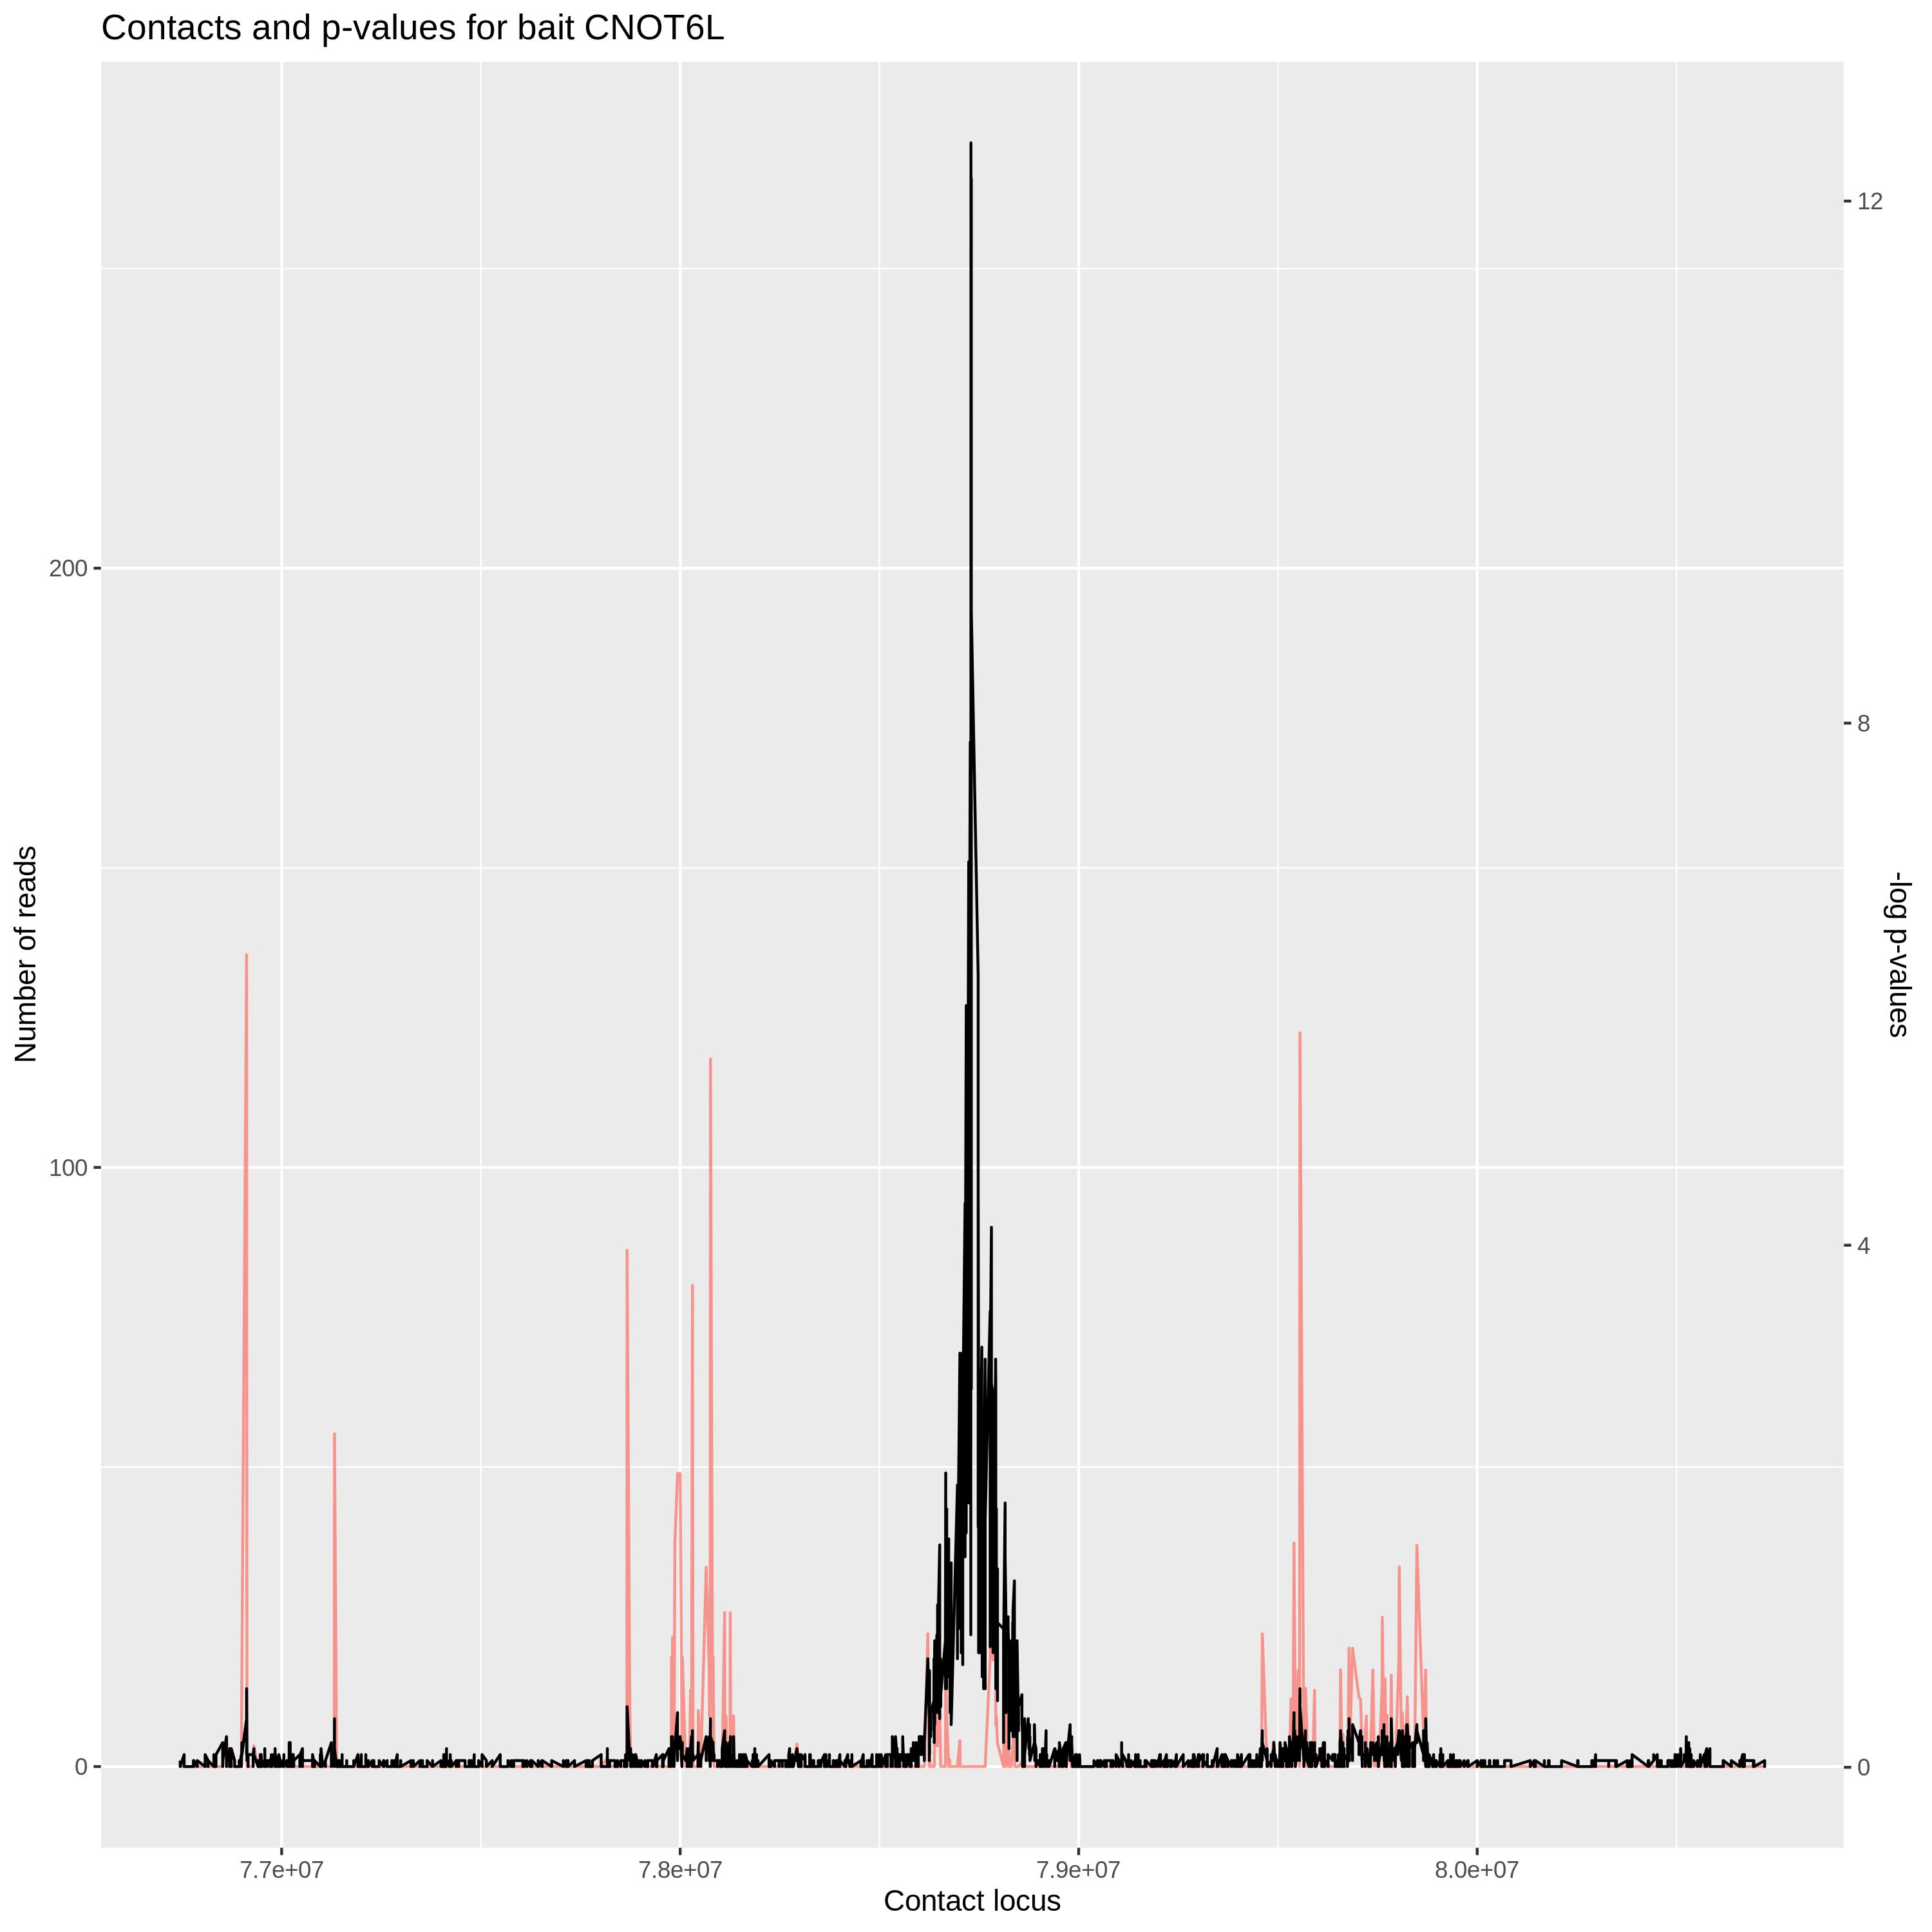 Contacts and p-values for bait CNOT6L
12
200
8
Number of reads
-log p-values
100
4
0
0
7.7e+07 7.8e+07 7.9e+07 8.0e+07
Contact locus